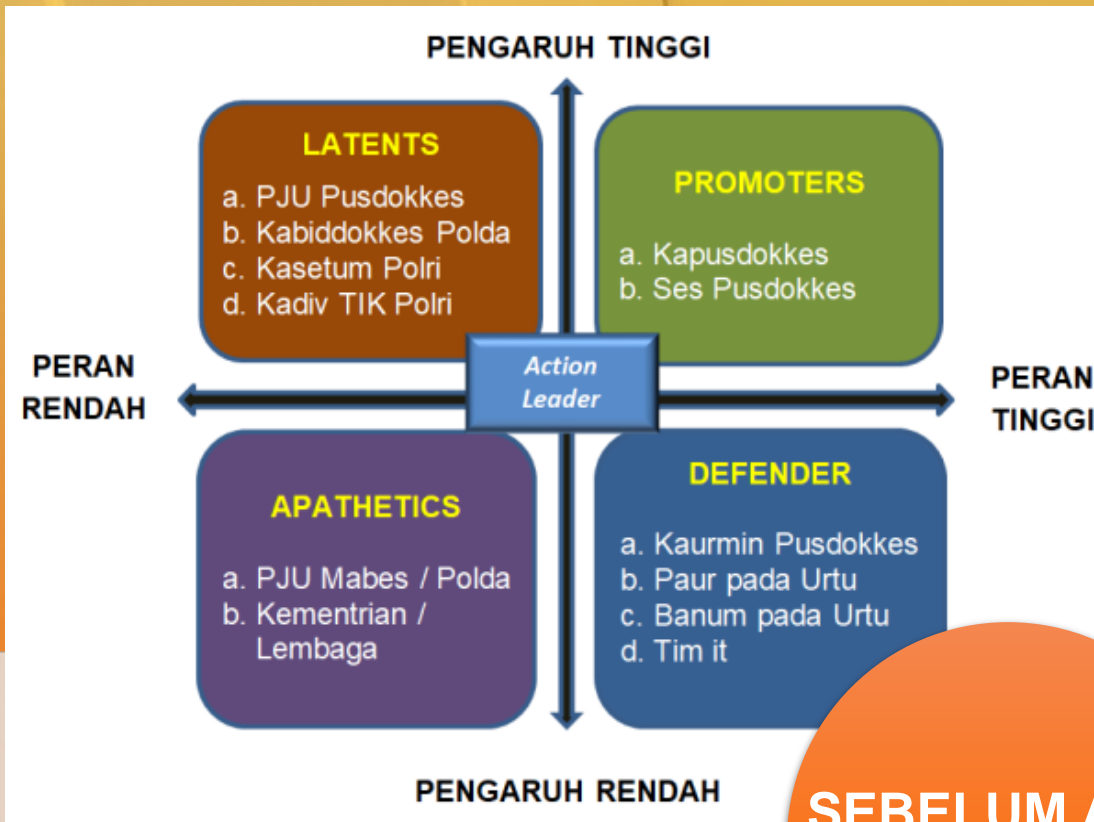 PENGARUH TINGGI
LATENTS
a. PJU Pusdokkes
b. Kabiddokkes Polda
c. Kasetum Polri
d. Kadiv TIK Polri
PROMOTERS
a. Kapusdokkes
b. Ses Pusdokkes
PERAN
RENDAH
Action
Leader
PERAN
TINGGI
APATHETICS
a. PJU Mabes / Polda
b. Kementrian /
Lembaga
DEFENDER
a. Kaurmin Pusdokkes
b. Paur pada Urtu
c. Banum pada Urtu
d. Tim it
PENGARUH RENDAH
SEBELUM